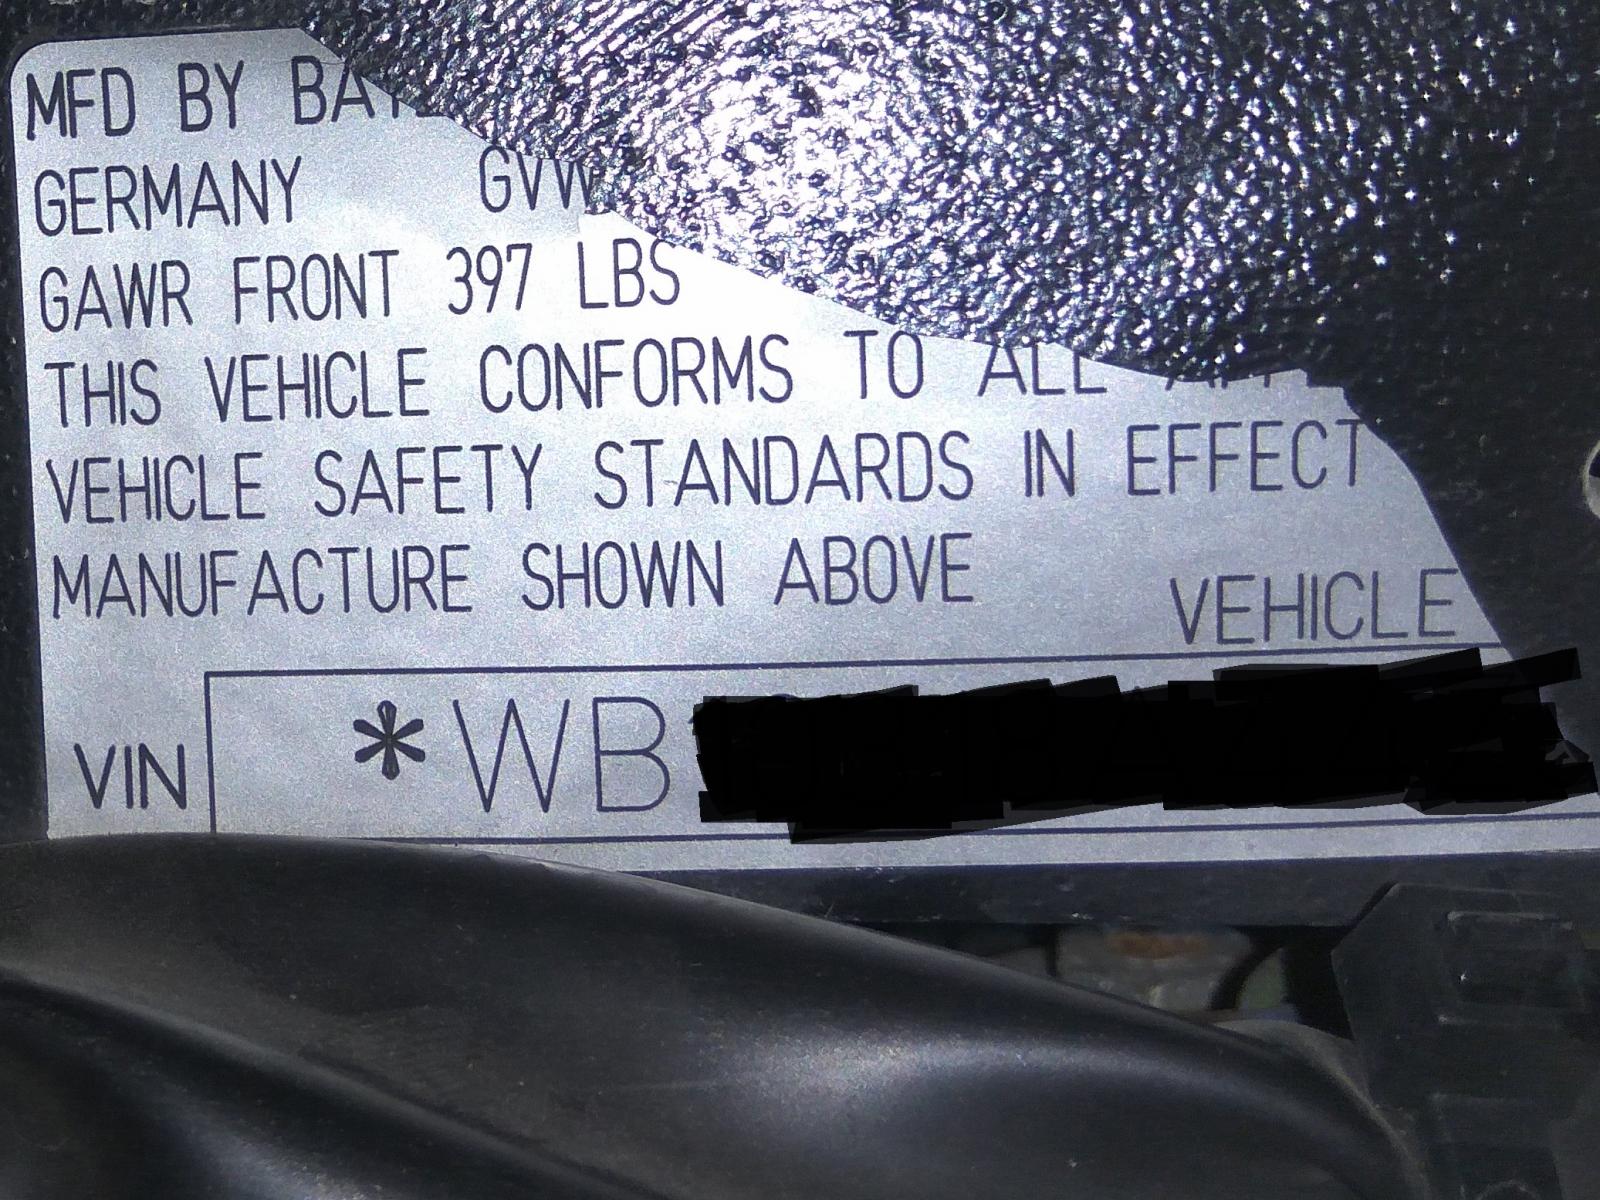 MFD BY
GERMANY
GAWR FRONT 397 LBS
THIS VEHICLE CONFORMS TO ALL
VEHICLE SAFETY STANDARDS IN EFFECT
MANUFACTURE SHOWN ABOVE
VEHICLE
VIN *WB